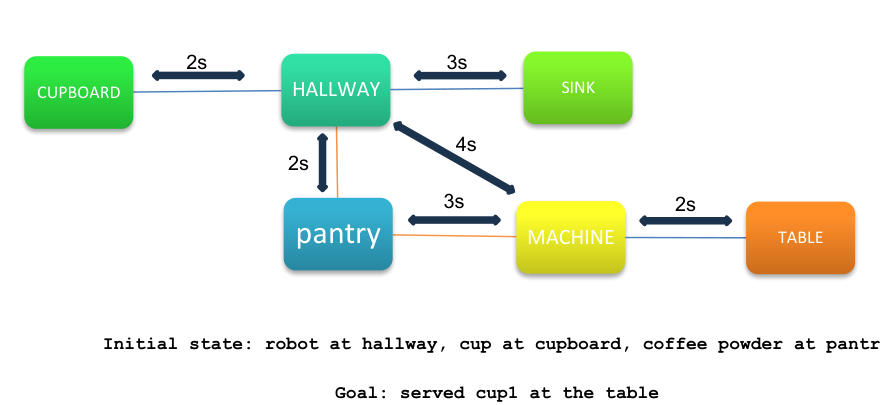 2s
3s
CUPBOARD
HALLWAY
SINK
4s
2s
3s
2s
pantry
MACHINE
TABLE
Initial state: robot at hallway, cup at cupboard, coffee powder at pantr
Goal: served cup1 at the table